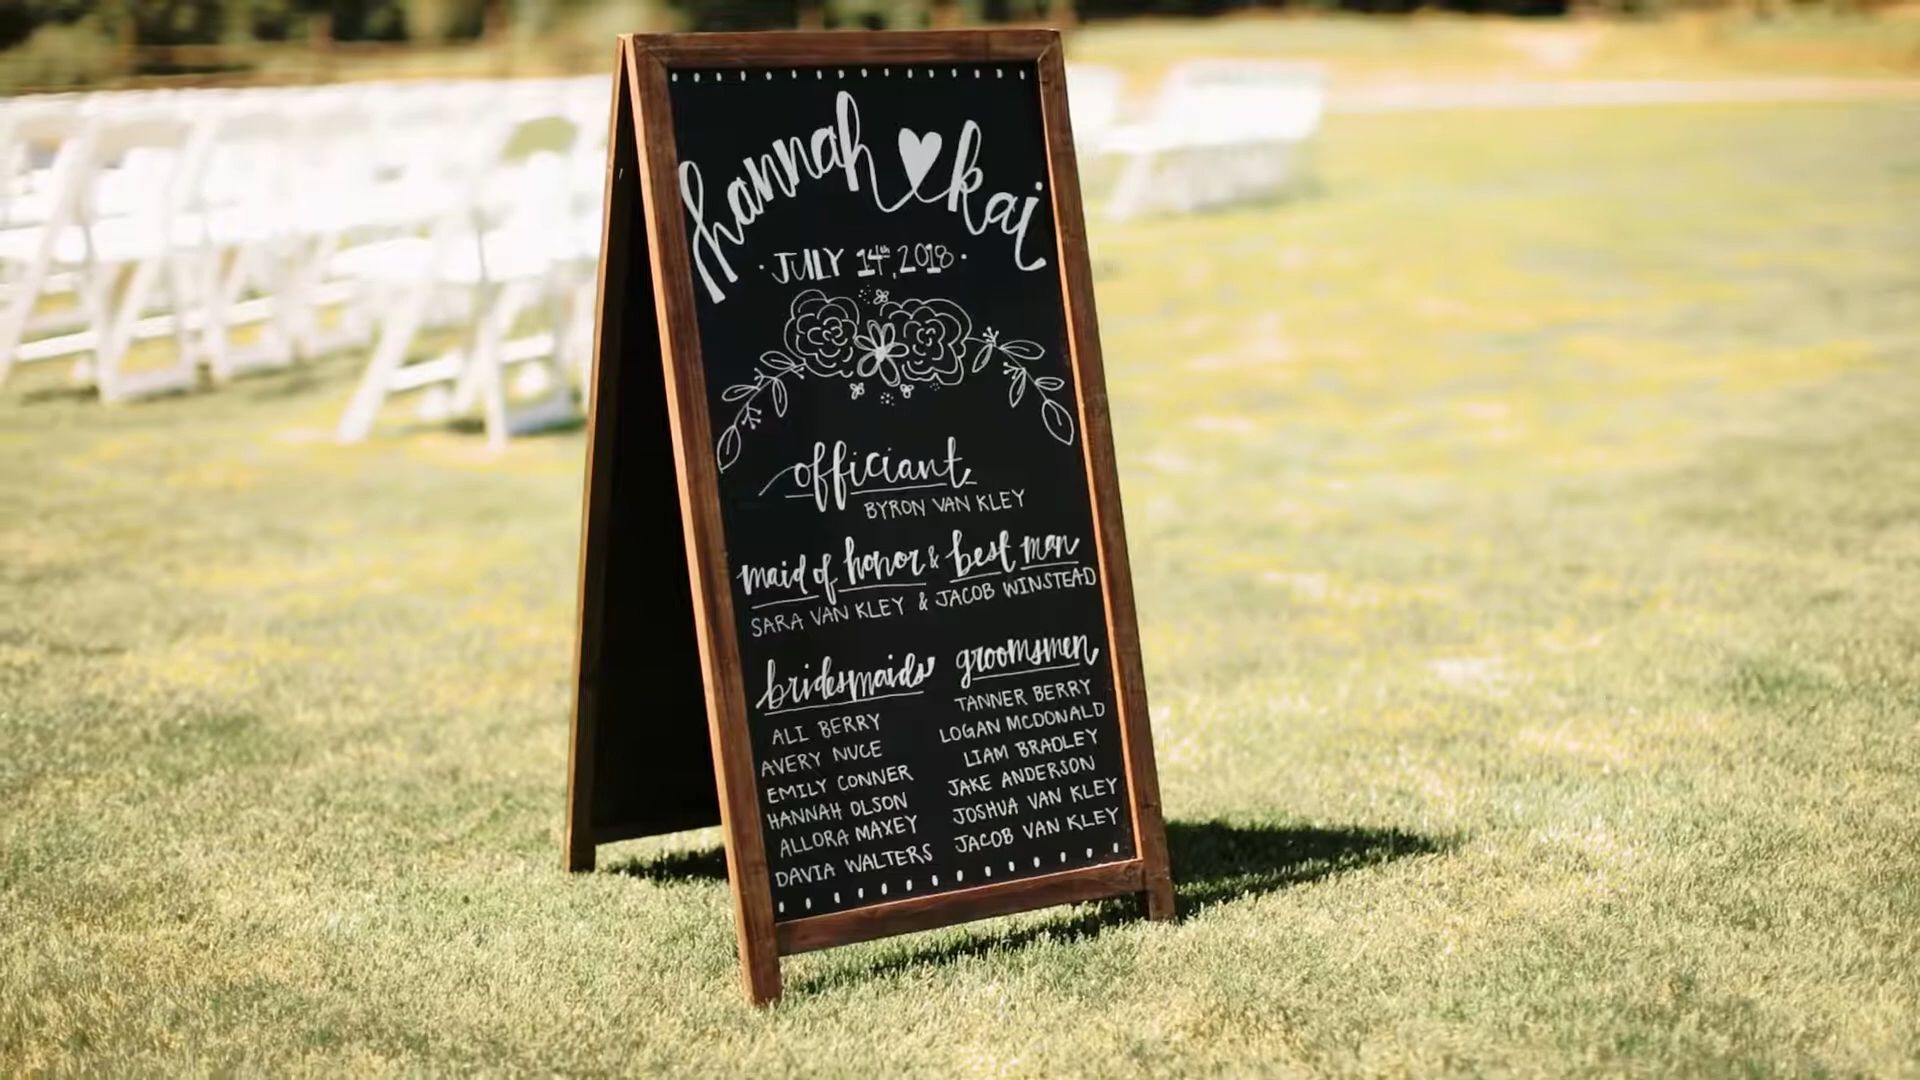 hannah kai
· JULY 14th, 2018 ·
officiant
BYRON VAN KLEY
maid of honor & best man
SARA VAN KLEY & JACOB WINSTEAD
bridesmaids groomsmen
ALI BERRY TANNER BERRY
AVERY NUCE LOGAN MCDONALD
EMILY CONNER LIAM BRADLEY
HANNAH OLSON JAKE ANDERSON
ALLORA MAXEY JOSHUA VAN KLEY
DAVIA WALTERS JACOB VAN KLEY